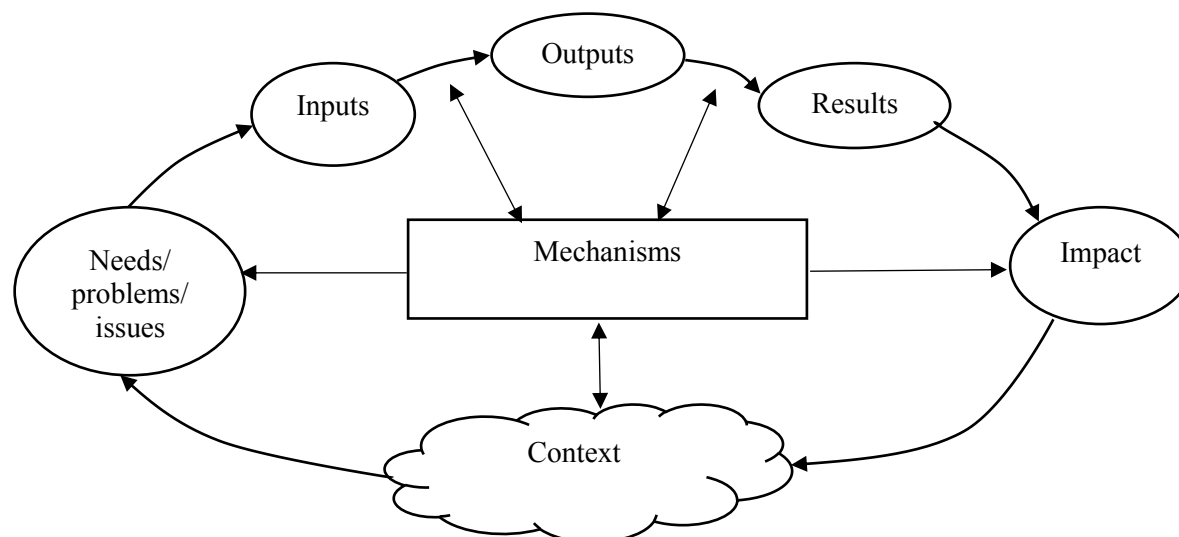 Outputs
Inputs
Results
Needs/
problems/
issues
Mechanisms
Impact
Context